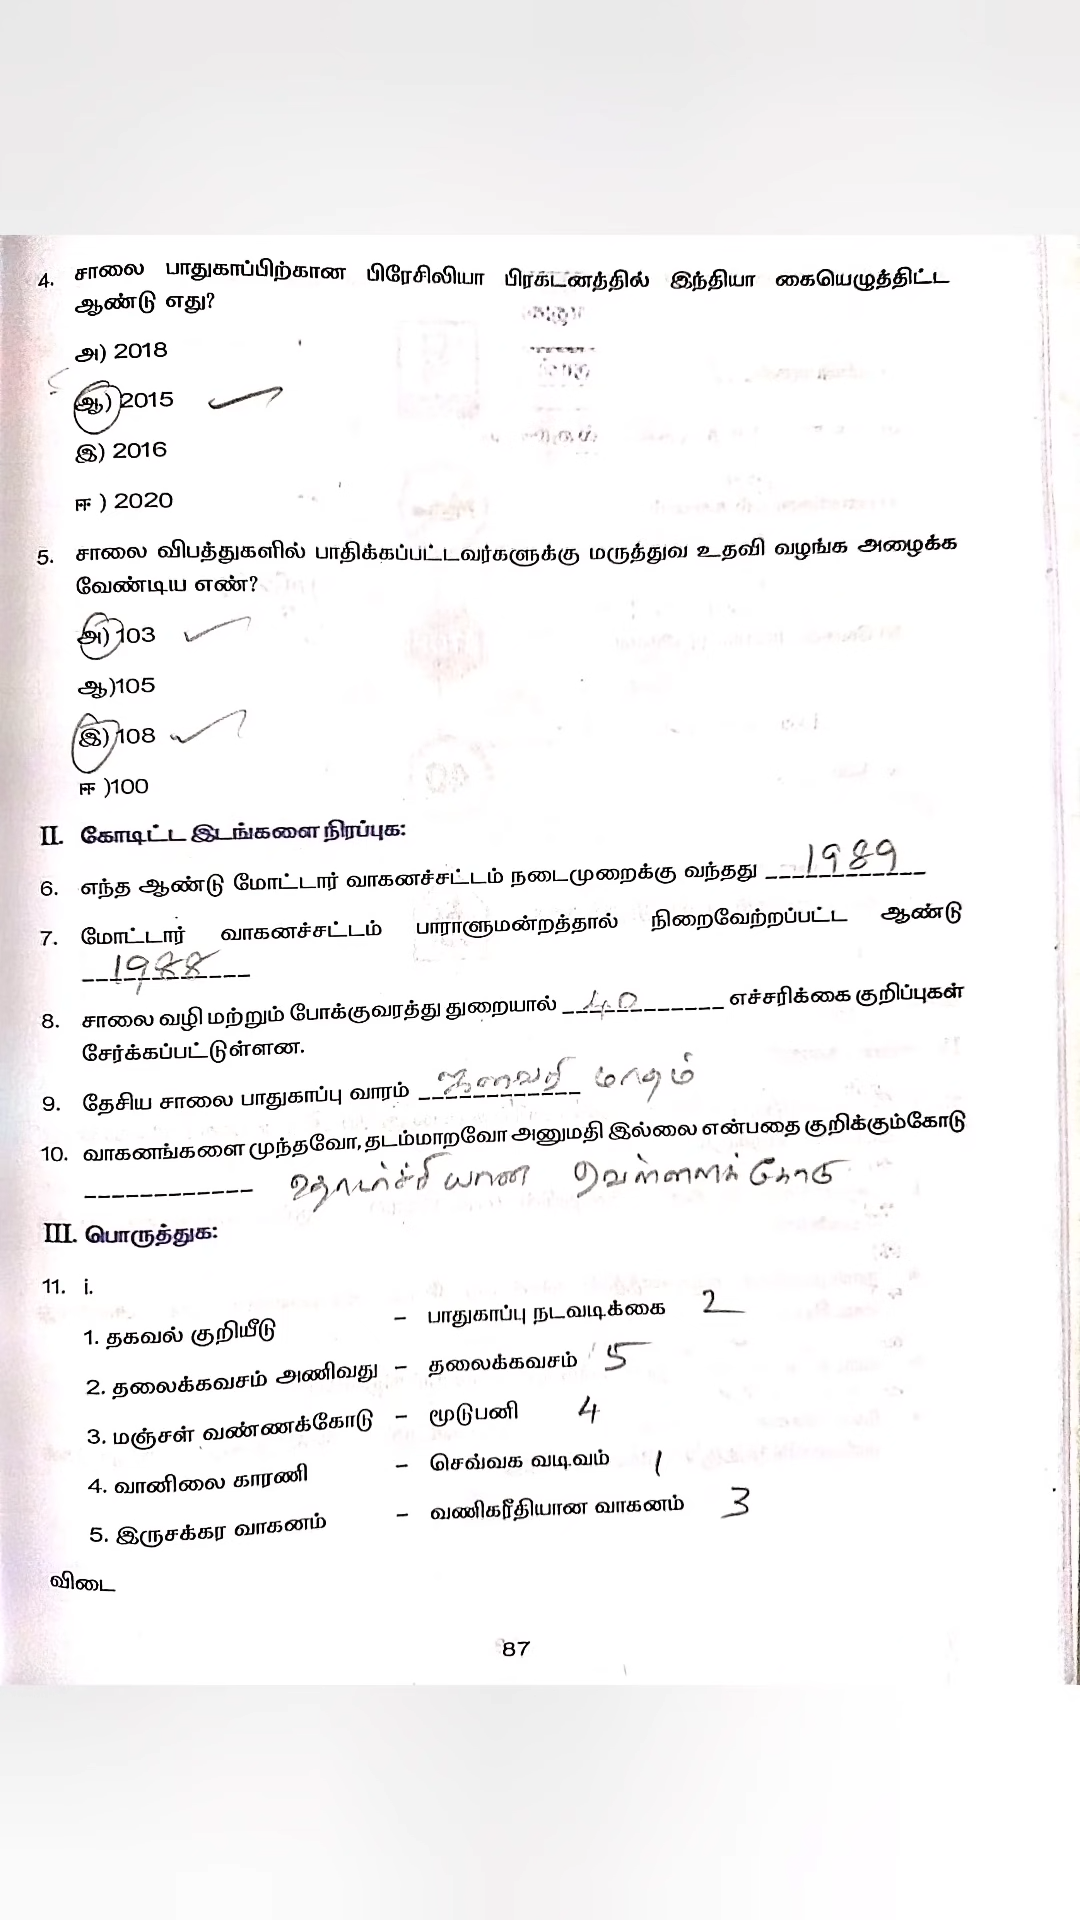 4. சாலை பாதுகாப்பிற்கான பிரேசிலியா பிரகடனத்தில் இந்தியா கையெழுத்திட்ட
ஆண்டு எது?
அ) 2018
ஆ) 2015
இ) 2016
ஈ ) 2020
5. சாலை விபத்துகளில் பாதிக்கப்பட்டவர்களுக்கு மருத்துவ உதவி வழங்க அழைக்க
வேண்டிய எண்?
அ) 103
ஆ)105
இ) 108
ஈ )100
II. கோடிட்ட இடங்களை நிரப்புக:
6. எந்த ஆண்டு மோட்டார் வாகனச்சட்டம் நடைமுறைக்கு வந்தது 1989
7. மோட்டார் வாகனச்சட்டம் பாராளுமன்றத்தால் நிறைவேற்றப்பட்ட ஆண்டு
1988
8. சாலை வழி மற்றும் போக்குவரத்து துறையால் 40 எச்சரிக்கை குறிப்புகள்
சேர்க்கப்பட்டுள்ளன.
9. தேசிய சாலை பாதுகாப்பு வாரம் ஜனவரி மாதம்
10. வாகனங்களை முந்தவோ, தடம்மாறவோ அனுமதி இல்லை என்பதை குறிக்கும்கோடு
தொடர்ச்சியான வெள்ளைக் கோடு
III. பொருத்துக:
11. i.
1. தகவல் குறியீடு – பாதுகாப்பு நடவடிக்கை 2
2. தலைக்கவசம் அணிவது – தலைக்கவசம் 5
3. மஞ்சள் வண்ணக்கோடு – மூடுபனி 4
4. வானிலை காரணி – செவ்வக வடிவம் 1
5. இருசக்கர வாகனம் – வணிகரீதியான வாகனம் 3
விடை
87